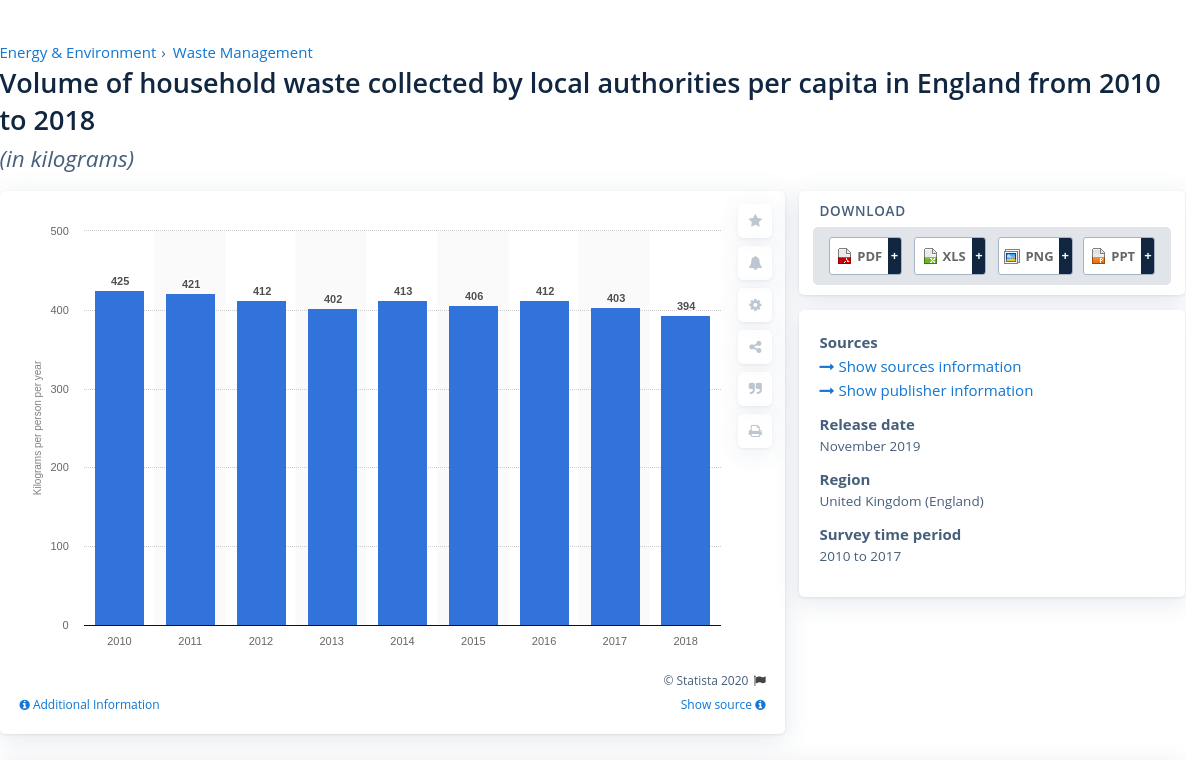 Energy & Environment › Waste Management
Volume of household waste collected by local authorities per capita in England from 2010
to 2018
(in kilograms)
500
400
300
200
100
0
Kilograms per person per year
425
421
412
402
413
406
412
403
394
2010
2011
2012
2013
2014
2015
2016
2017
2018
© Statista 2020
Additional Information
Show source
DOWNLOAD
PDF +
XLS +
PNG +
PPT +
Sources
Show sources information
Show publisher information
Release date
November 2019
Region
United Kingdom (England)
Survey time period
2010 to 2017